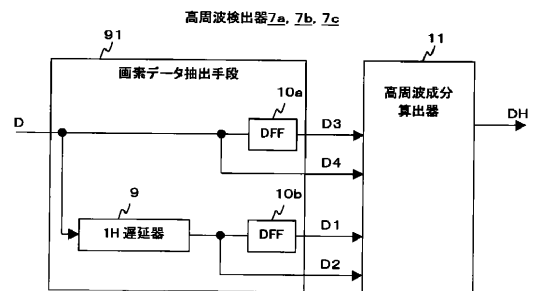 高周波検出器7a, 7b, 7c
91
11
画素データ抽出手段
高周波成分
算出器
10a
D
DFF
D3
DH
D4
9
10b
1H 遅延器
DFF
D1
D2